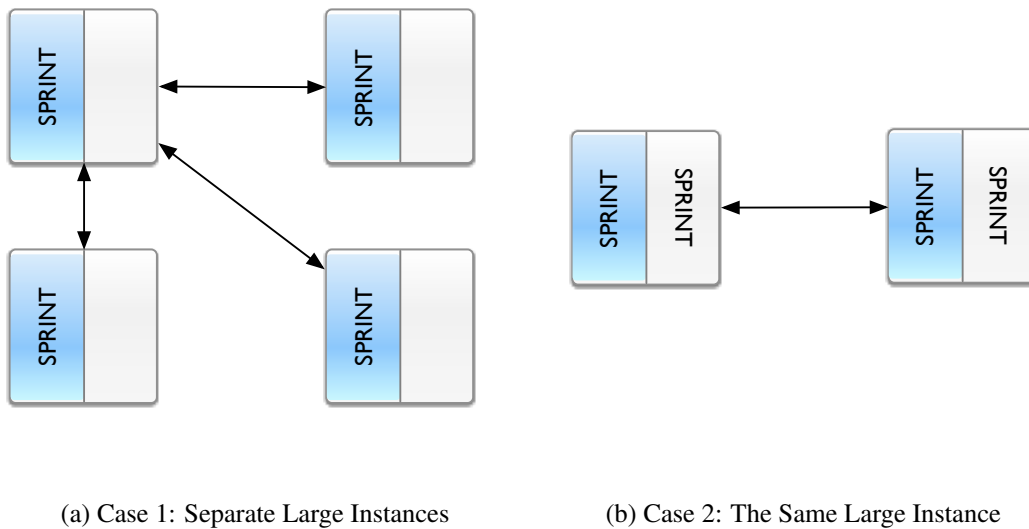 SPRINT
SPRINT
SPRINT
SPRINT
SPRINT
SPRINT
SPRINT
SPRINT
(a) Case 1: Separate Large Instances
(b) Case 2: The Same Large Instance